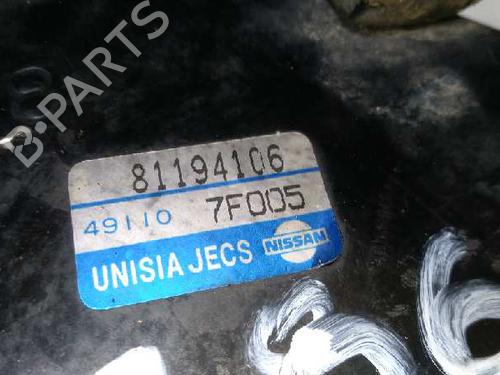 B-PARTS
81194106
49110 7F005
UNISIA JECS NISSAN